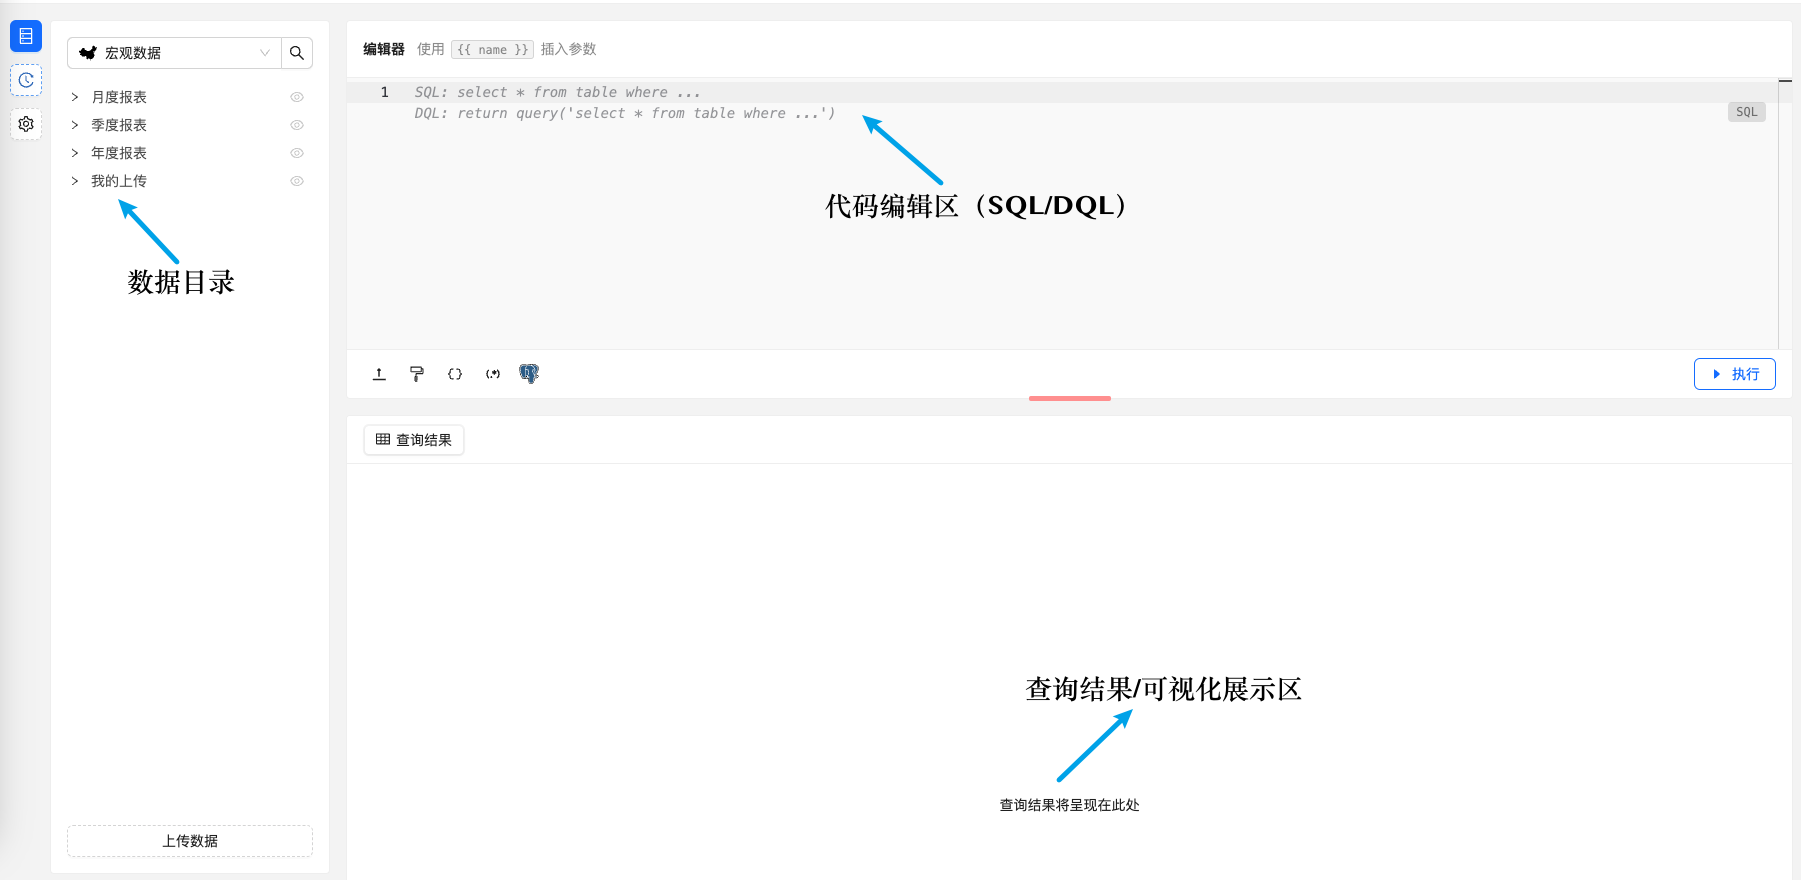 宏观数据
月度报表
季度报表
年度报表
我的上传
数据目录
上传数据
编辑器 使用 {{ name }} 插入参数
1 SQL: select * from table where ...
DQL: return query('select * from table where ...')
SQL
代码编辑区（SQL/DQL）
{} (.*)
执行
查询结果
查询结果/可视化展示区
查询结果将呈现在此处